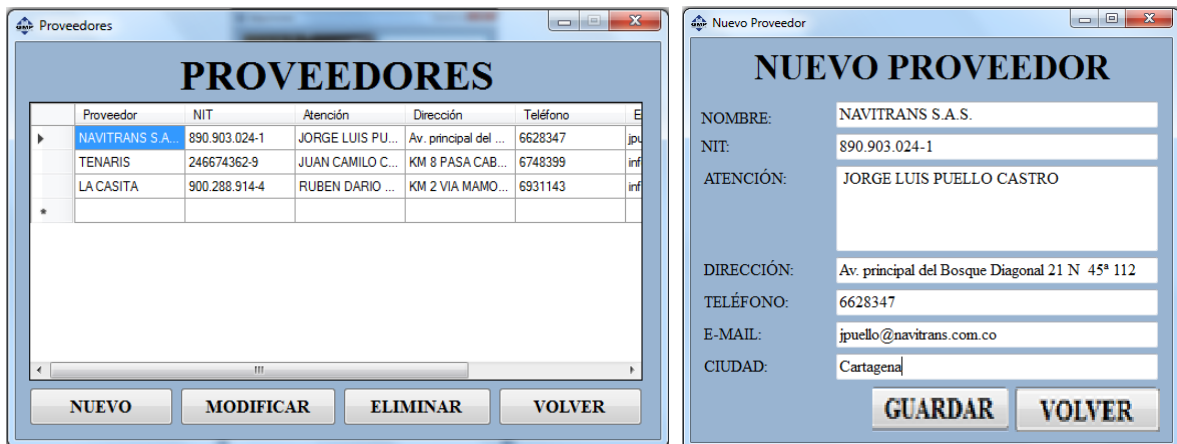 Proveedores
PROVEEDORES
Proveedor NIT Atención Dirección Teléfono E
NAVITRANS S.A... 890.903.024-1 JORGE LUIS PU... Av. principal del ... 6628347 jpu
TENARIS 246674362-9 JUAN CAMILO C... KM 8 PASA CAB... 6748399 inf
LA CASITA 900.288.914-4 RUBEN DARIO ... KM 2 VIA MAMO... 6931143 inf
NUEVO MODIFICAR ELIMINAR VOLVER
Nuevo Proveedor
NUEVO PROVEEDOR
NOMBRE: NAVITRANS S.A.S.
NIT: 890.903.024-1
ATENCIÓN: JORGE LUIS PUELLO CASTRO
DIRECCIÓN: Av. principal del Bosque Diagonal 21 N 45ª 112
TELÉFONO: 6628347
E-MAIL: jpuello@navitrans.com.co
CIUDAD: Cartagena
GUARDAR VOLVER